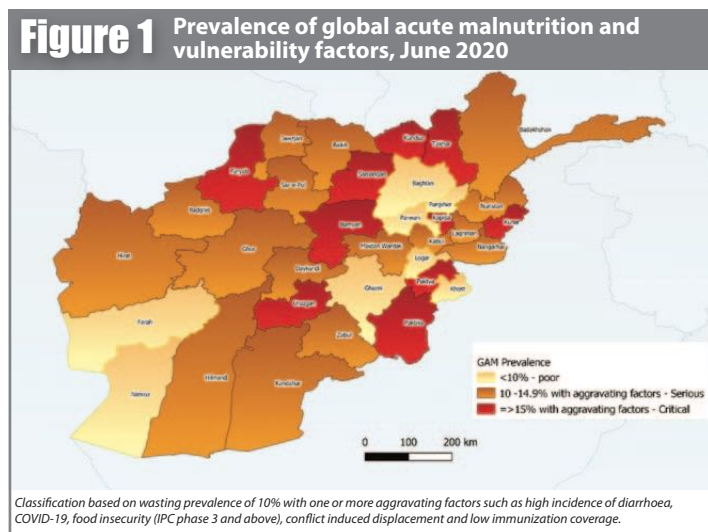 Figure 1
Prevalence of global acute malnutrition and
vulnerability factors, June 2020
Badakhshan
Jawzjan
Balkh
Kunduz
Takhar
Faryab
Samangan
Sar-e-Pul
Baghlan
Panjsher
Nuristan
Badghis
Bamyan
Parwan
Kapisa
Kunar
Laghman
Hirat
Ghor
Maidan Wardak
Kabul
Nangarhar
Logar
Daykundi
Paktya
Khost
Ghazni
Uruzgan
Farah
Paktika
Zabul
Nimroz
Hilmand
Kandahar
GAM Prevalence
<10% - poor
10 -14.9% with aggravating factors - Serious
=>15% with aggravating factors - Critical
0 100 200 km
Classification based on wasting prevalence of 10% with one or more aggravating factors such as high incidence of diarrhoea,
COVID-19, food insecurity (IPC phase 3 and above), conflict induced displacement and low immunization coverage.